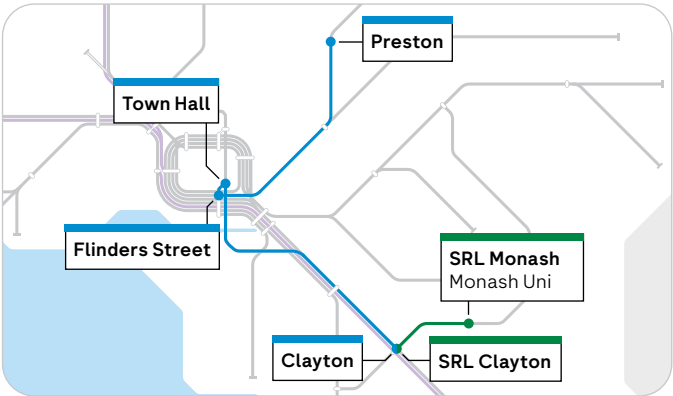 Preston
Town Hall
Flinders Street
SRL Monash
Monash Uni
Clayton
SRL Clayton